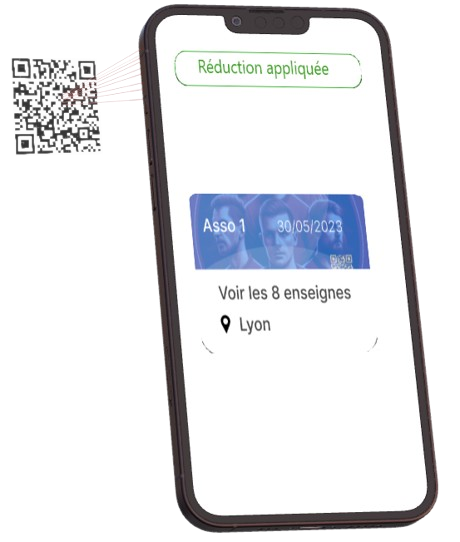 Réduction appliquée
Asso 1 30/05/2023
Voir les 8 enseignes
Lyon